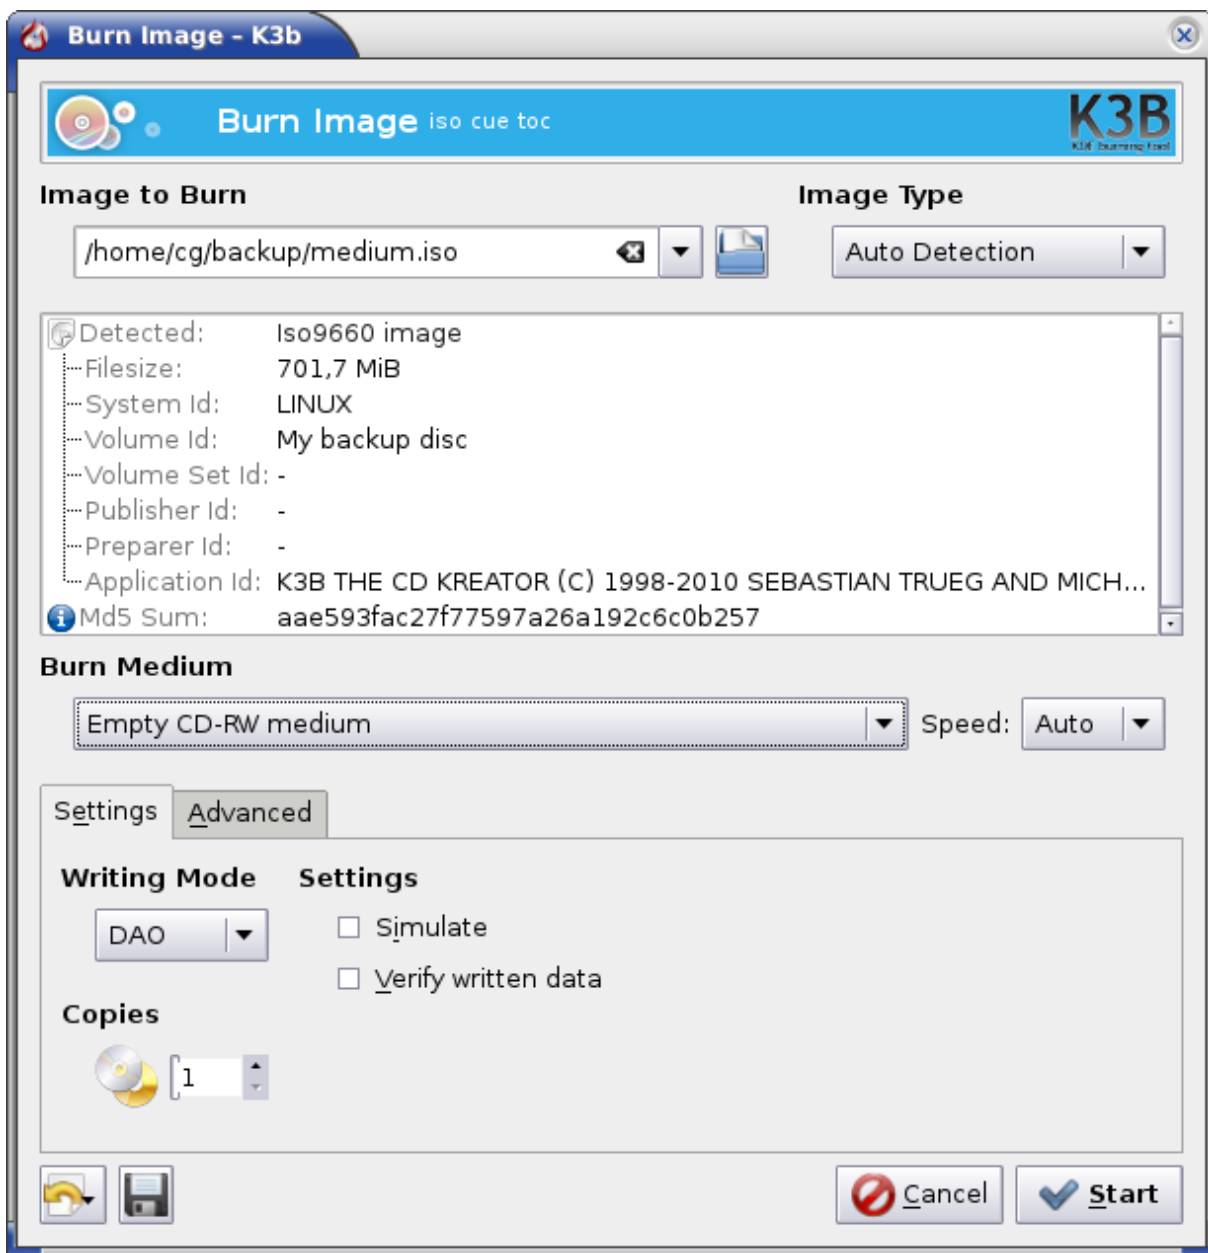 Burn Image – K3b
Burn Image iso cue toc
K3B
KDE burning tool
Image to Burn
Image Type
/home/cg/backup/medium.iso
Auto Detection
Detected: Iso9660 image
Filesize: 701,7 MiB
System Id: LINUX
Volume Id: My backup disc
Volume Set Id: -
Publisher Id: -
Preparer Id: -
Application Id: K3B THE CD KREATOR (C) 1998-2010 SEBASTIAN TRUEG AND MICH...
Md5 Sum: aae593fac27f77597a26a192c6c0b257
Burn Medium
Empty CD-RW medium
Speed: Auto
Settings
Advanced
Writing Mode
Settings
DAO
Simulate
Verify written data
Copies
1
Cancel
Start